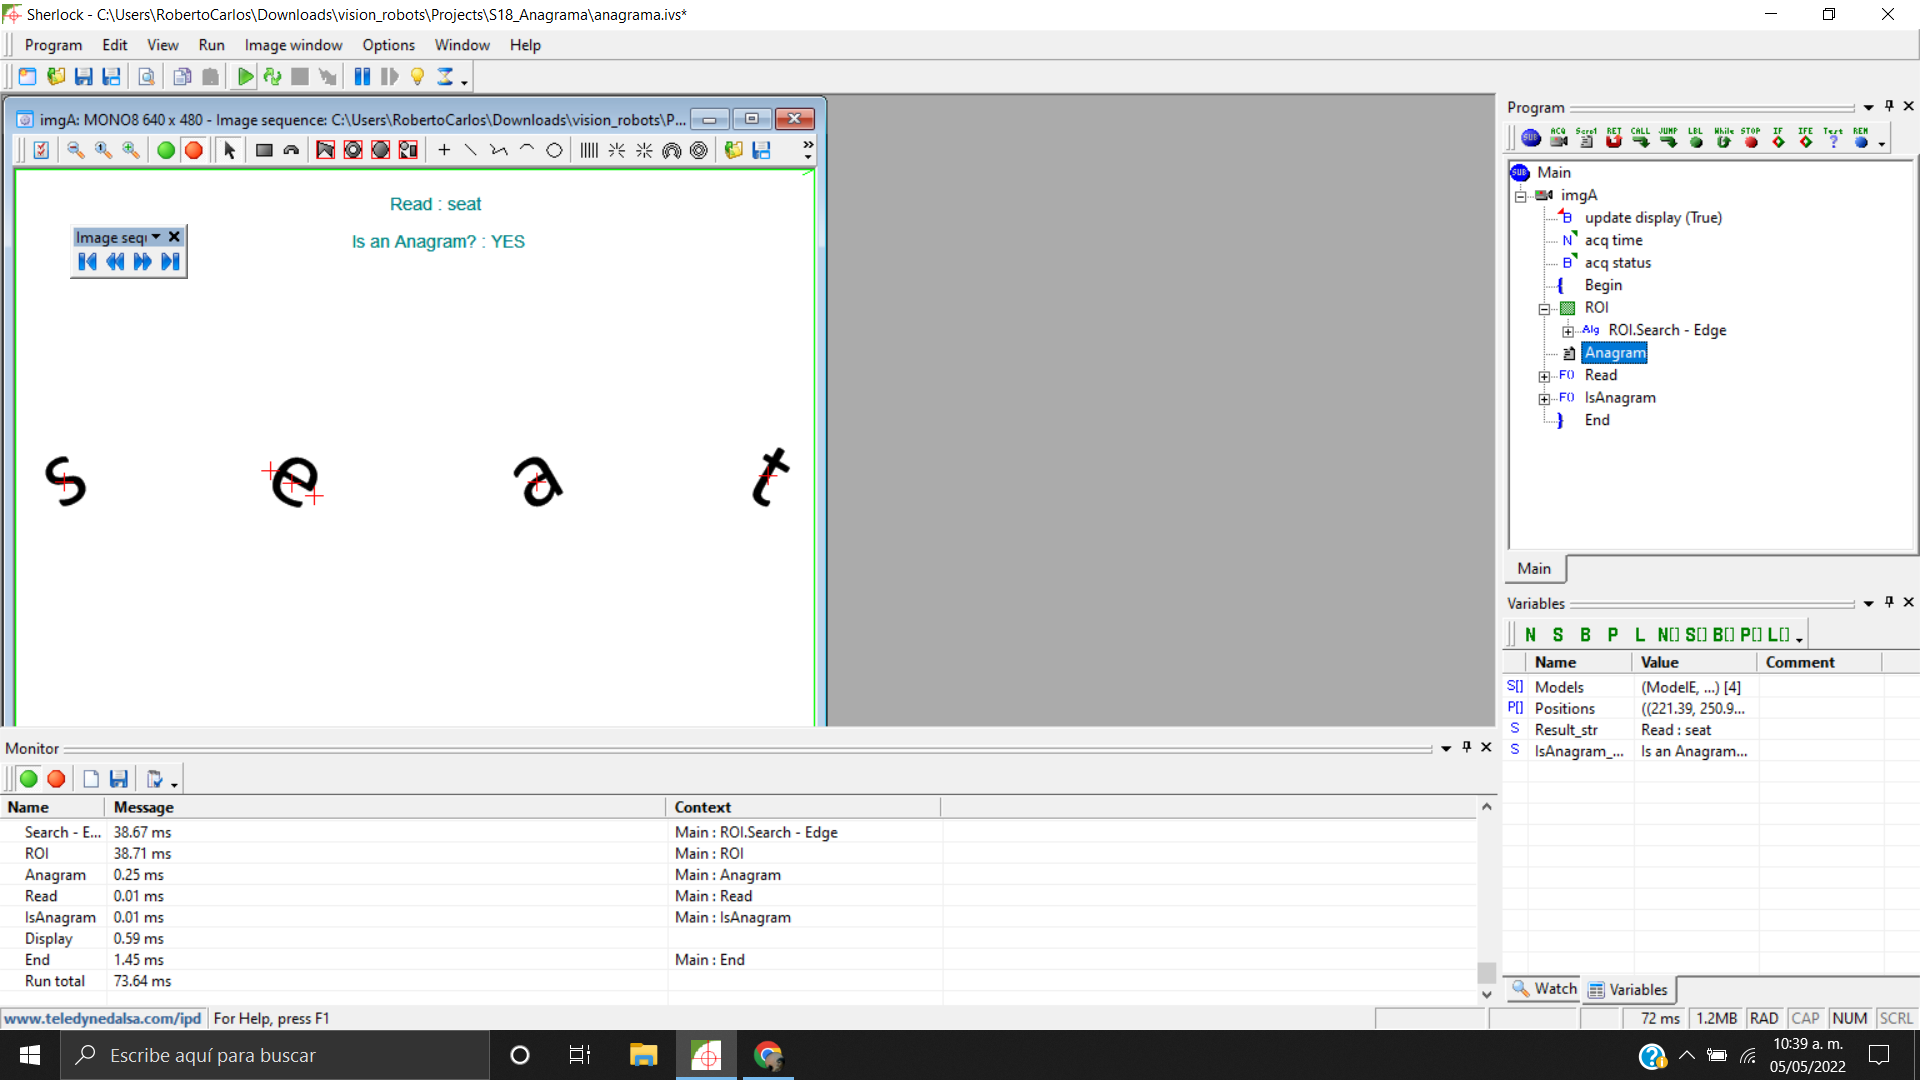 Sherlock - C:\Users\RobertoCarlos\Downloads\vision_robots\Projects\S18_Anagrama\anagrama.ivs*
Program Edit View Run Image window Options Window Help
imgA: MONO8 640 x 480 - Image sequence: C:\Users\RobertoCarlos\Downloads\vision_robots\P...
Image seqı
Read : seat
Is an Anagram? : YES
s e a t
Program
SUB ACQ Script RET CALL JUMP LBL While STOP IF IFE Test REM
SUB Main
imgA
B update display (True)
N acq time
B acq status
{ Begin
ROI
Alg ROI.Search - Edge
Anagram
F() Read
F() IsAnagram
} End
Main
Variables
N S B P L N[] S[] B[] P[] L[]
Name Value Comment
S[] Models (ModelE, ...) [4]
P[] Positions ((221.39, 250.9...
S Result_str Read : seat
S IsAnagram_... Is an Anagram...
Watch Variables
Monitor
Name Message Context
Search - E... 38.67 ms Main : ROI.Search - Edge
ROI 38.71 ms Main : ROI
Anagram 0.25 ms Main : Anagram
Read 0.01 ms Main : Read
IsAnagram 0.01 ms Main : IsAnagram
Display 0.59 ms
End 1.45 ms Main : End
Run total 73.64 ms
www.teledynedalsa.com/ipd For Help, press F1
72 ms 1.2MB RAD CAP NUM SCRL
Escribe aquí para buscar
10:39 a. m.
05/05/2022